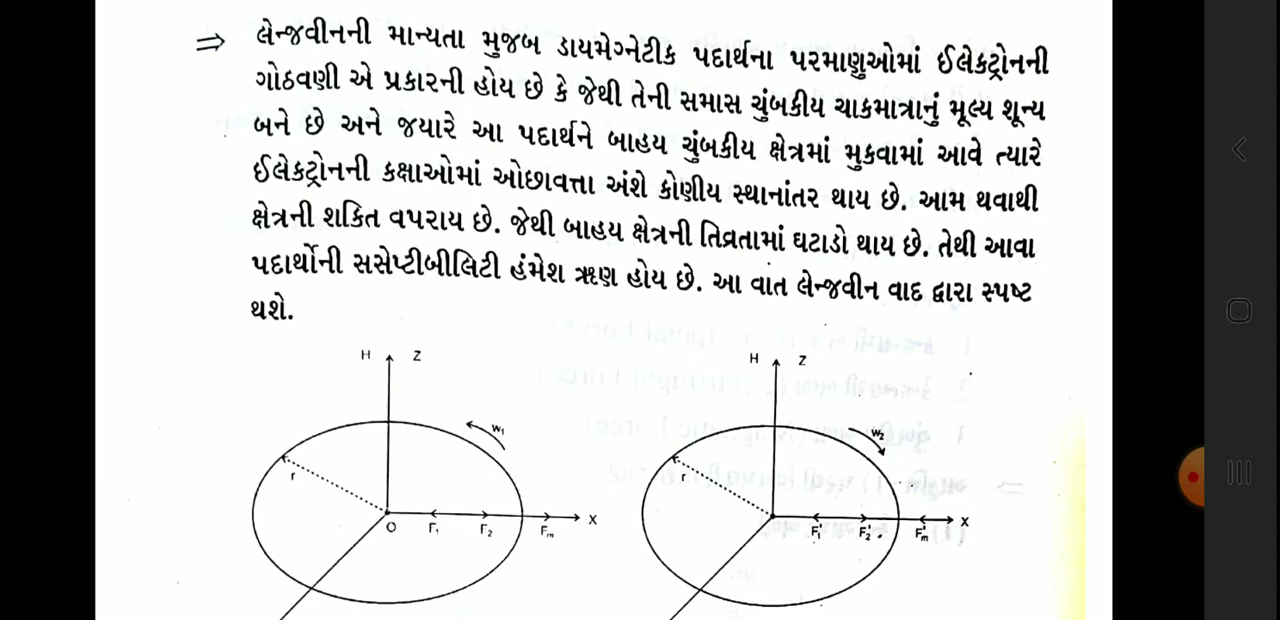 ⇒ લેન્જવીનની માન્યતા મુજબ ડાયમેગ્નેટીક પદાર્થના પરમાણુઓમાં ઈલેકટ્રોનની
ગોઠવણી એ પ્રકારની હોય છે કે જેથી તેની સમાસ ચુંબકીય ચાકમાત્રાનું મૂલ્ય શૂન્ય
બને છે અને જયારે આ પદાર્થને બાહય ચુંબકીય ક્ષેત્રમાં મુકવામાં આવે ત્યારે
ઈલેકટ્રોનની કક્ષાઓમાં ઓછાવત્તા અંશે કોણીય સ્થાનાંતર થાય છે. આમ થવાથી
ક્ષેત્રની શકિત વપરાય છે. જેથી બાહય ક્ષેત્રની તિવ્રતામાં ઘટાડો થાય છે. તેથી આવા
પદાર્થોની સસેપ્ટીબીલિટી હંમેશ ઋણ હોય છે. આ વાત લેન્જવીન વાદ દ્વારા સ્પષ્ટ
થશે.
H Z
w₁
r
O F₁ F₂ Fₘ X
H Z
w₂
r
F₁' F₂' Fₘ' X